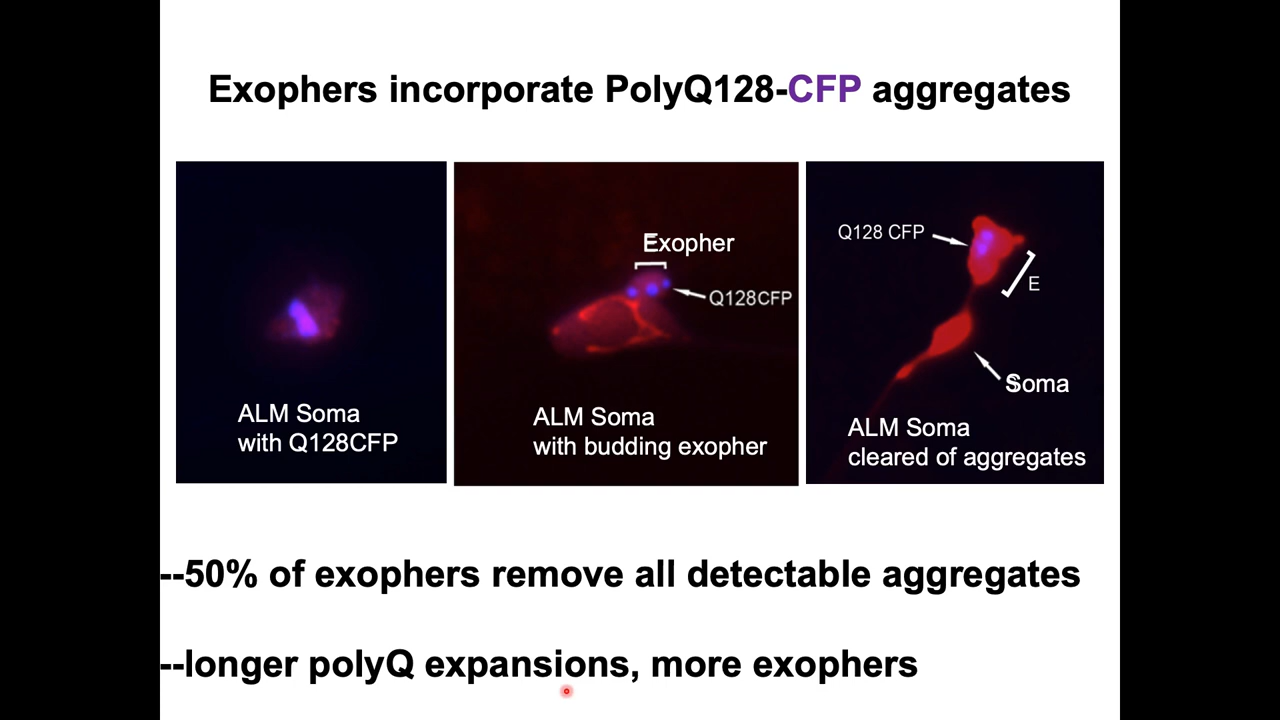 Exophers incorporate PolyQ128-CFP aggregates
ALM Soma
with Q128CFP
Exopher
Q128CFP
ALM Soma
with budding exopher
Q128 CFP
E
Soma
ALM Soma
cleared of aggregates
--50% of exophers remove all detectable aggregates
--longer polyQ expansions, more exophers